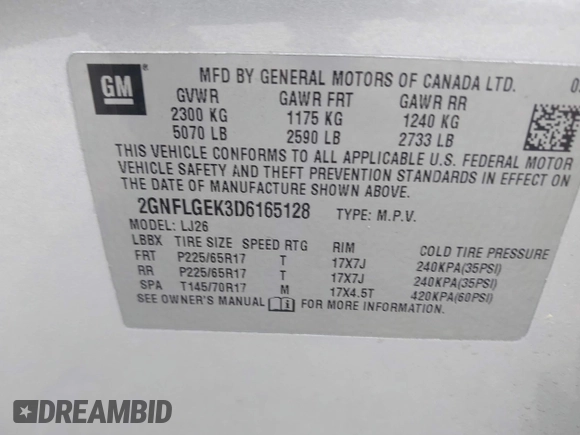 GM
MFD BY GENERAL MOTORS OF CANADA LTD.
GVWR GAWR FRT GAWR RR
2300 KG 1175 KG 1240 KG
5070 LB 2590 LB 2733 LB
THIS VEHICLE CONFORMS TO ALL APPLICABLE U.S. FEDERAL MOTOR
VEHICLE SAFETY AND THEFT PREVENTION STANDARDS IN EFFECT ON
THE DATE OF MANUFACTURE SHOWN ABOVE.
2GNFLGEK3D6165128 TYPE: M.P.V.
MODEL: LJ26
LBBX TIRE SIZE SPEED RTG RIM COLD TIRE PRESSURE
FRT P225/65R17 T 17X7J 240KPA(35PSI)
RR P225/65R17 T 17X7J 240KPA(35PSI)
SPA T145/70R17 M 17X4.5T 420KPA(60PSI)
SEE OWNER'S MANUAL FOR MORE INFORMATION.
DREAMBID